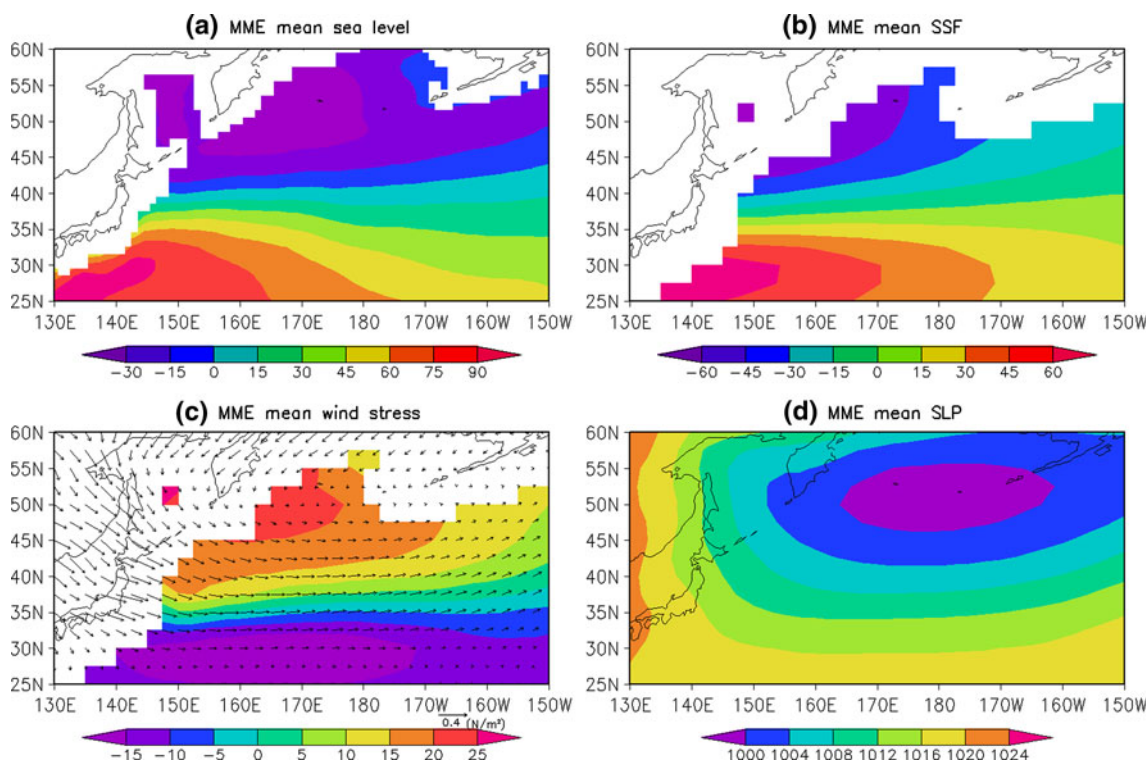 (a) MME mean sea level
60N
55N
50N
45N
40N
35N
30N
25N
130E 140E 150E 160E 170E 180 170W 160W 150W
-30 -15 0 15 30 45 60 75 90
(b) MME mean SSF
60N
55N
50N
45N
40N
35N
30N
25N
130E 140E 150E 160E 170E 180 170W 160W 150W
-60 -45 -30 -15 0 15 30 45 60
(c) MME mean wind stress
60N
55N
50N
45N
40N
35N
30N
25N
130E 140E 150E 160E 170E 180 170W 160W 150W
0.4 (N/m²)
-15 -10 -5 0 5 10 15 20 25
(d) MME mean SLP
60N
55N
50N
45N
40N
35N
30N
25N
130E 140E 150E 160E 170E 180 170W 160W 150W
1000 1004 1008 1012 1016 1020 1024